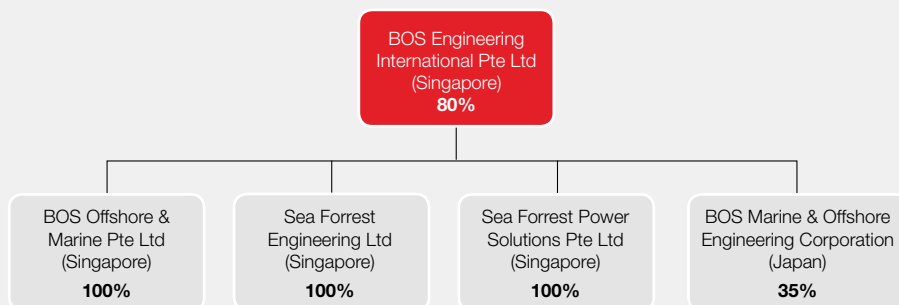 BOS Engineering
International Pte Ltd
(Singapore)
80%
BOS Offshore &
Marine Pte Ltd
(Singapore)
100%
Sea Forrest
Engineering Ltd
(Singapore)
100%
Sea Forrest Power
Solutions Pte Ltd
(Singapore)
100%
BOS Marine & Offshore
Engineering Corporation
(Japan)
35%